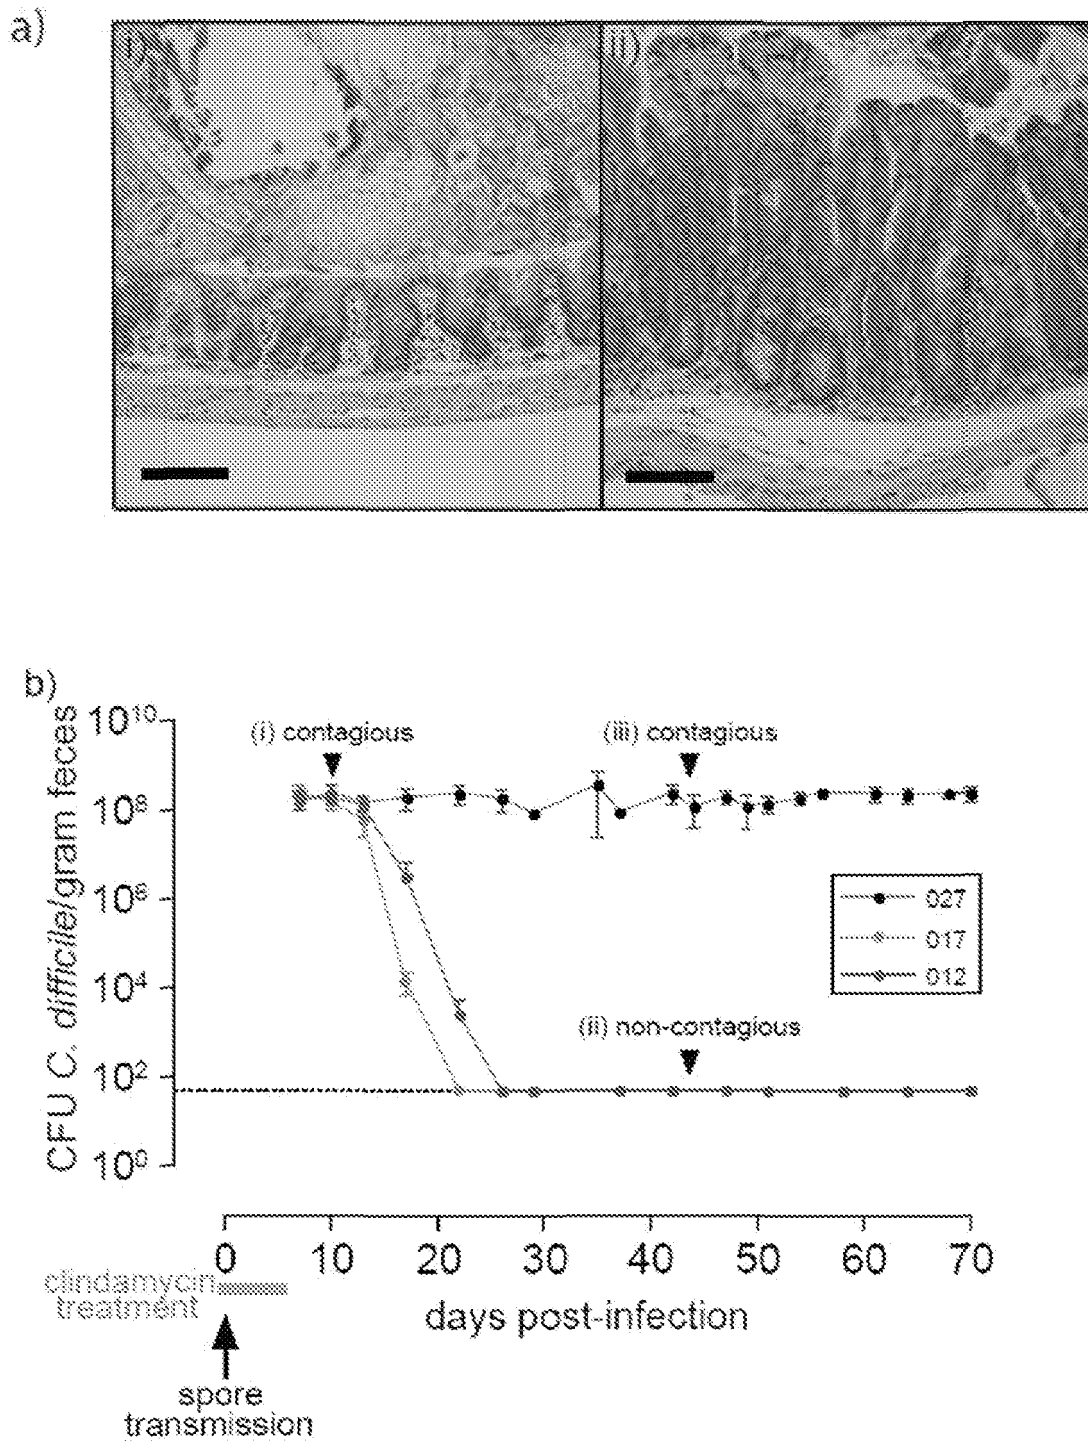 a)
i)
ii)
b)
CFU C. difficile/gram feces
10¹⁰
10⁸
10⁶
10⁴
10²
10⁰
(i) contagious
(iii) contagious
(ii) non-contagious
027
017
012
0 10 20 30 40 50 60 70
days post-infection
clindamycin
treatment
spore
transmission